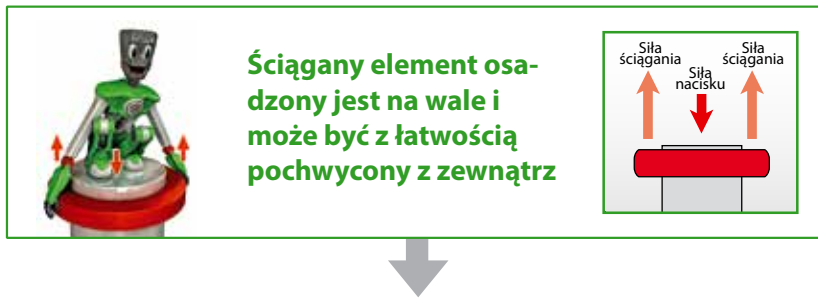 Ściągany element osa-
dzony jest na wale i
może być z łatwością
pochwycony z zewnątrz
Siła
ściągania
Siła
nacisku
Siła
ściągania